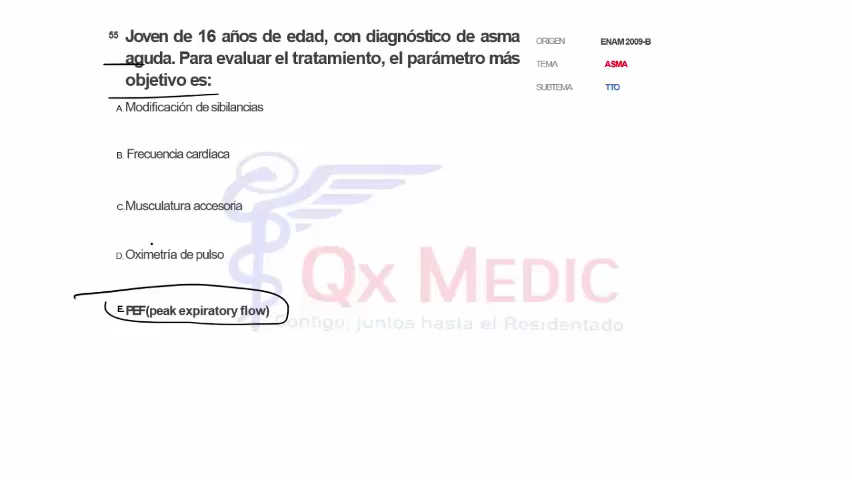 55 Joven de 16 años de edad, con diagnóstico de asma
aguda. Para evaluar el tratamiento, el parámetro más
objetivo es:
A. Modificación de sibilancias
B. Frecuencia cardíaca
C. Musculatura accesoria
D. Oximetría de pulso
E. PEF(peak expiratory flow)
ORIGEN ENAM 2009-B
TEMA ASMA
SUBTEMA TTO
Qx MEDIC
Contigo, juntos hasta el Residentado